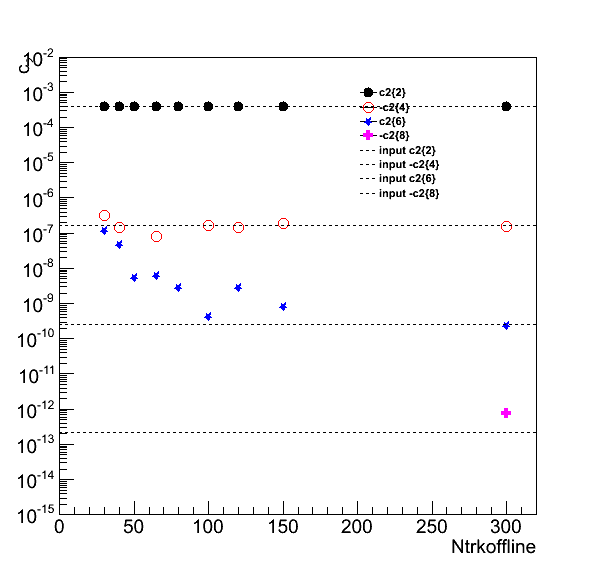 c2
10^-2
10^-3
10^-4
10^-5
10^-6
10^-7
10^-8
10^-9
10^-10
10^-11
10^-12
10^-13
10^-14
10^-15
c2{2}
-c2{4}
c2{6}
-c2{8}
input c2{2}
input -c2{4}
input c2{6}
input -c2{8}
0 50 100 150 200 250 300
Ntrkoffline